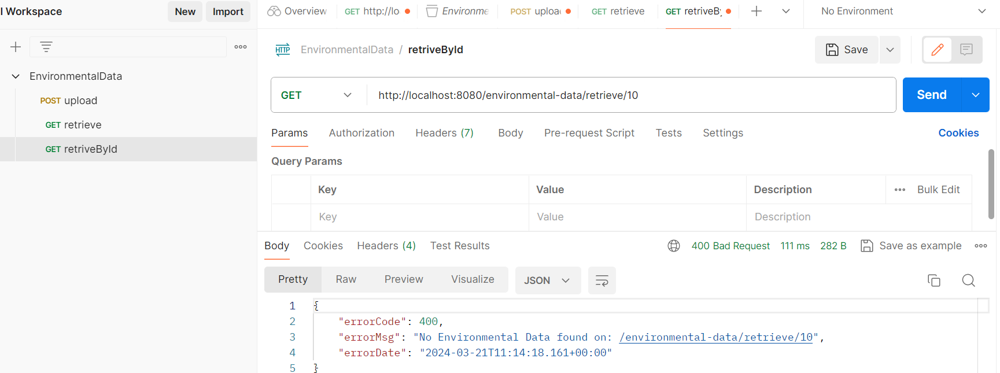 l Workspace
New
Import
Overview
GET http://lo
Environme
POST uploa
GET retrieve
GET retriveBy
No Environment
HTTP
EnvironmentalData / retriveById
Save
EnvironmentalData
POST upload
GET retrieve
GET retriveById
GET
http://localhost:8080/environmental-data/retrieve/10
Send
Params
Authorization
Headers (7)
Body
Pre-request Script
Tests
Settings
Cookies
Query Params
Key
Value
Description
Bulk Edit
Key
Value
Description
Body
Cookies
Headers (4)
Test Results
400 Bad Request
111 ms
282 B
Save as example
Pretty
Raw
Preview
Visualize
JSON
1 {
2 "errorCode": 400,
3 "errorMsg": "No Environmental Data found on: /environmental-data/retrieve/10",
4 "errorDate": "2024-03-21T11:14:18.161+00:00"
5 }